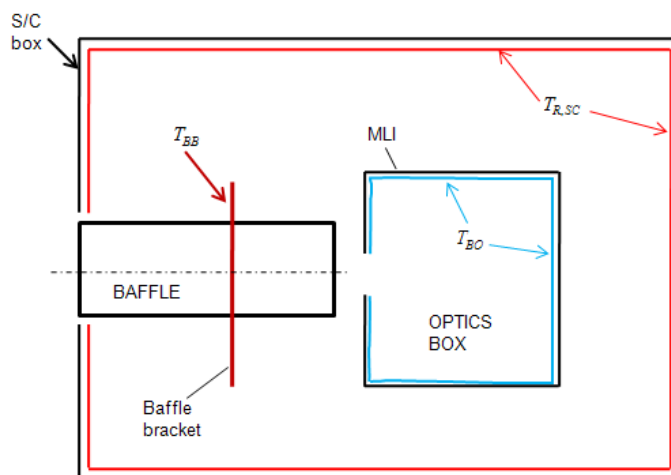 S/C
box
T_R,SC
T_BB
MLI
T_BO
BAFFLE
OPTICS
BOX
Baffle
bracket